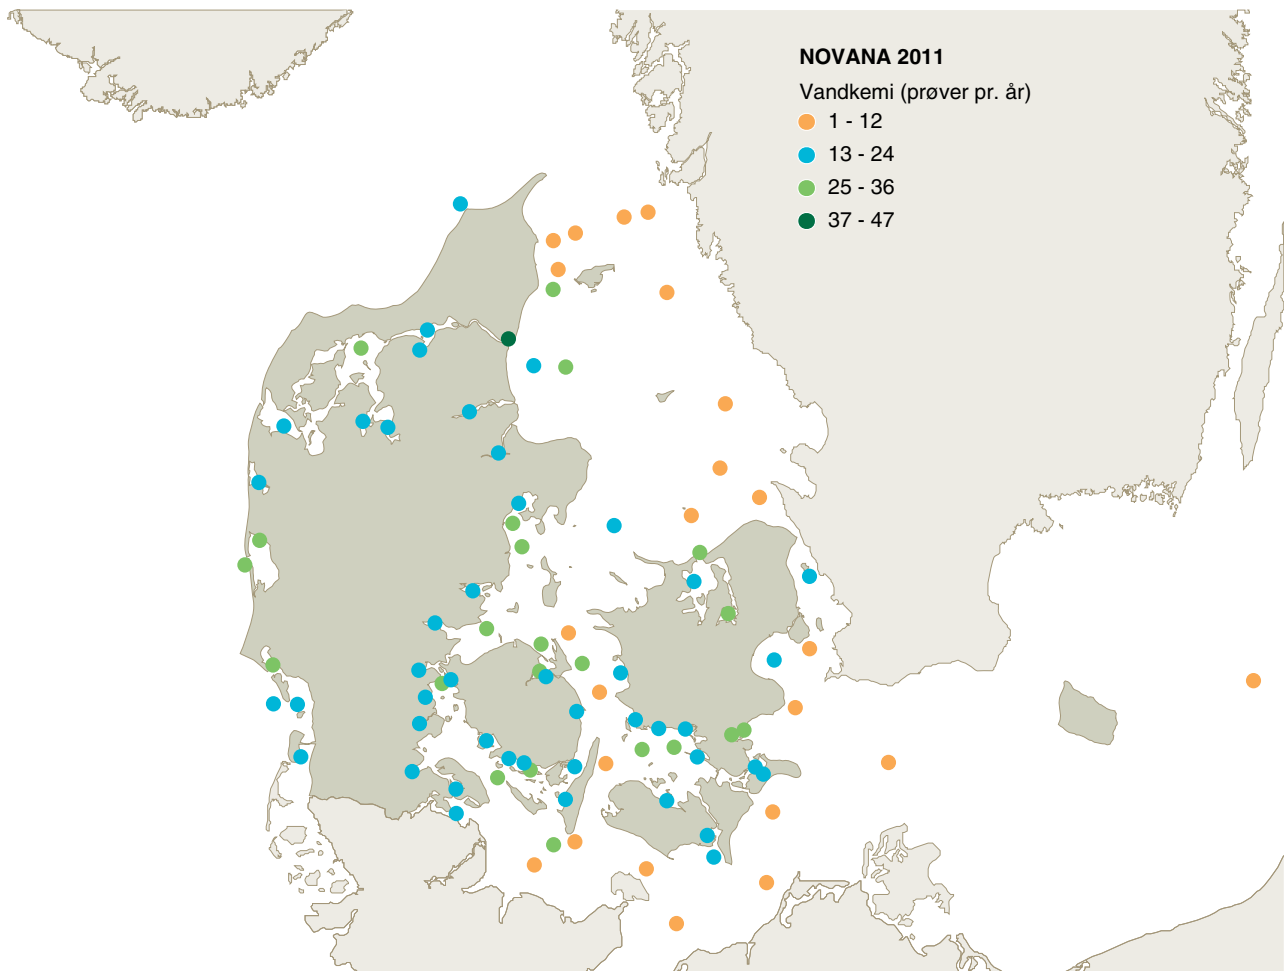 NOVANA 2011
Vandkemi (prøver pr. år)
1 - 12
13 - 24
25 - 36
37 - 47